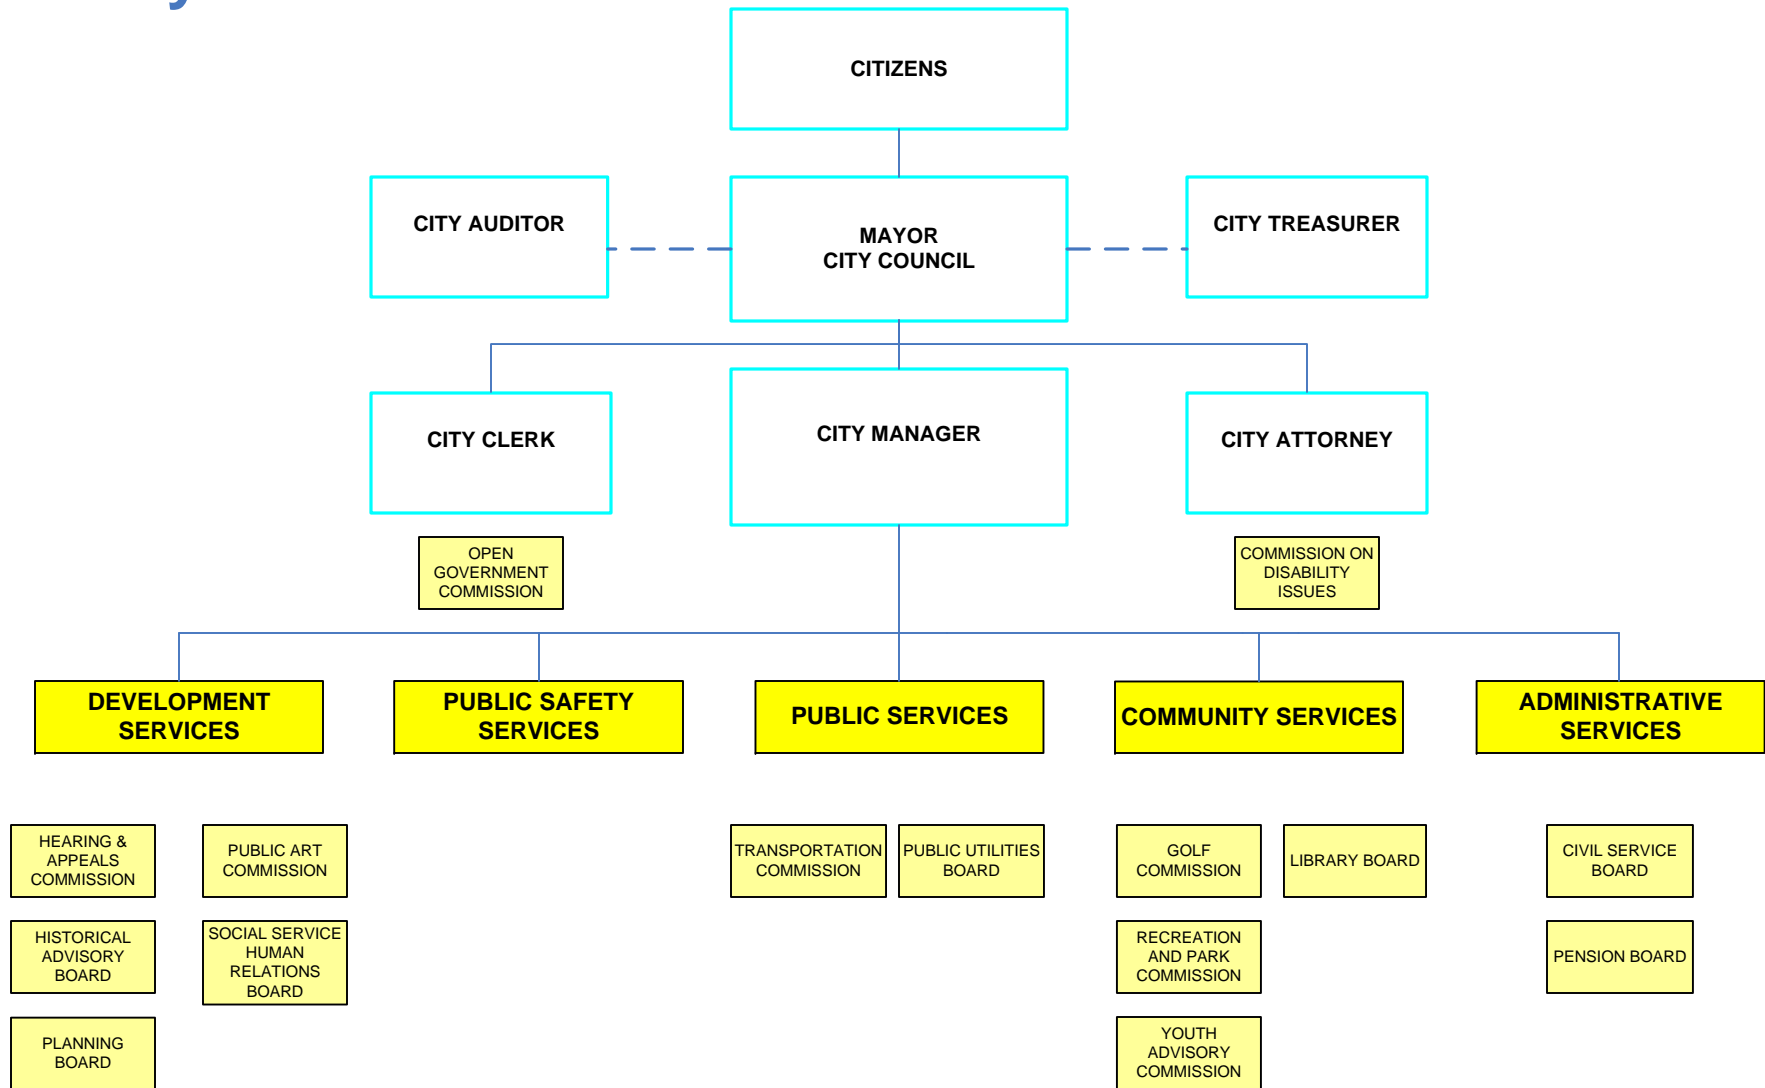 CITIZENS
CITY AUDITOR
MAYOR
CITY COUNCIL
CITY TREASURER
CITY CLERK
CITY MANAGER
CITY ATTORNEY
OPEN
GOVERNMENT
COMMISSION
COMMISSION ON
DISABILITY
ISSUES
DEVELOPMENT
SERVICES
PUBLIC SAFETY
SERVICES
PUBLIC SERVICES
COMMUNITY SERVICES
ADMINISTRATIVE
SERVICES
HEARING &
APPEALS
COMMISSION
PUBLIC ART
COMMISSION
TRANSPORTATION
COMMISSION
PUBLIC UTILITIES
BOARD
GOLF
COMMISSION
LIBRARY BOARD
CIVIL SERVICE
BOARD
HISTORICAL
ADVISORY
BOARD
SOCIAL SERVICE
HUMAN
RELATIONS
BOARD
RECREATION
AND PARK
COMMISSION
PENSION BOARD
PLANNING
BOARD
YOUTH
ADVISORY
COMMISSION